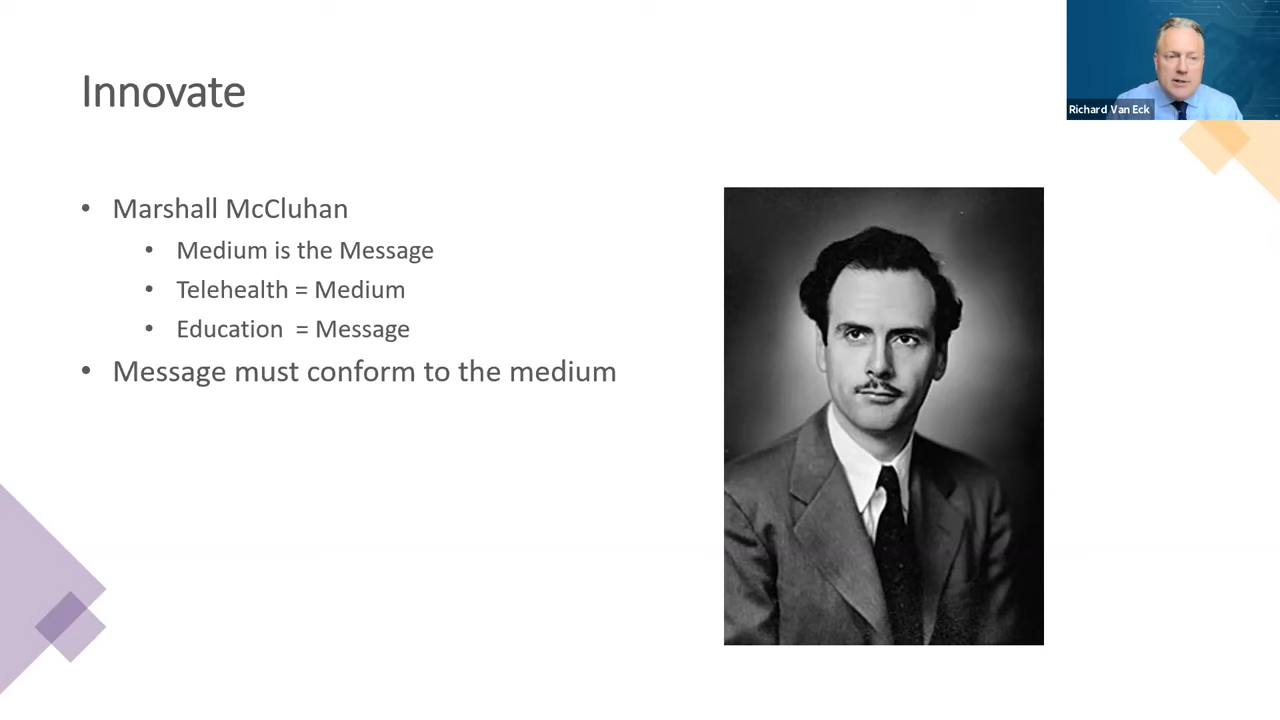 Innovate
Richard Van Eck
• Marshall McCluhan
• Medium is the Message
• Telehealth = Medium
• Education = Message
• Message must conform to the medium